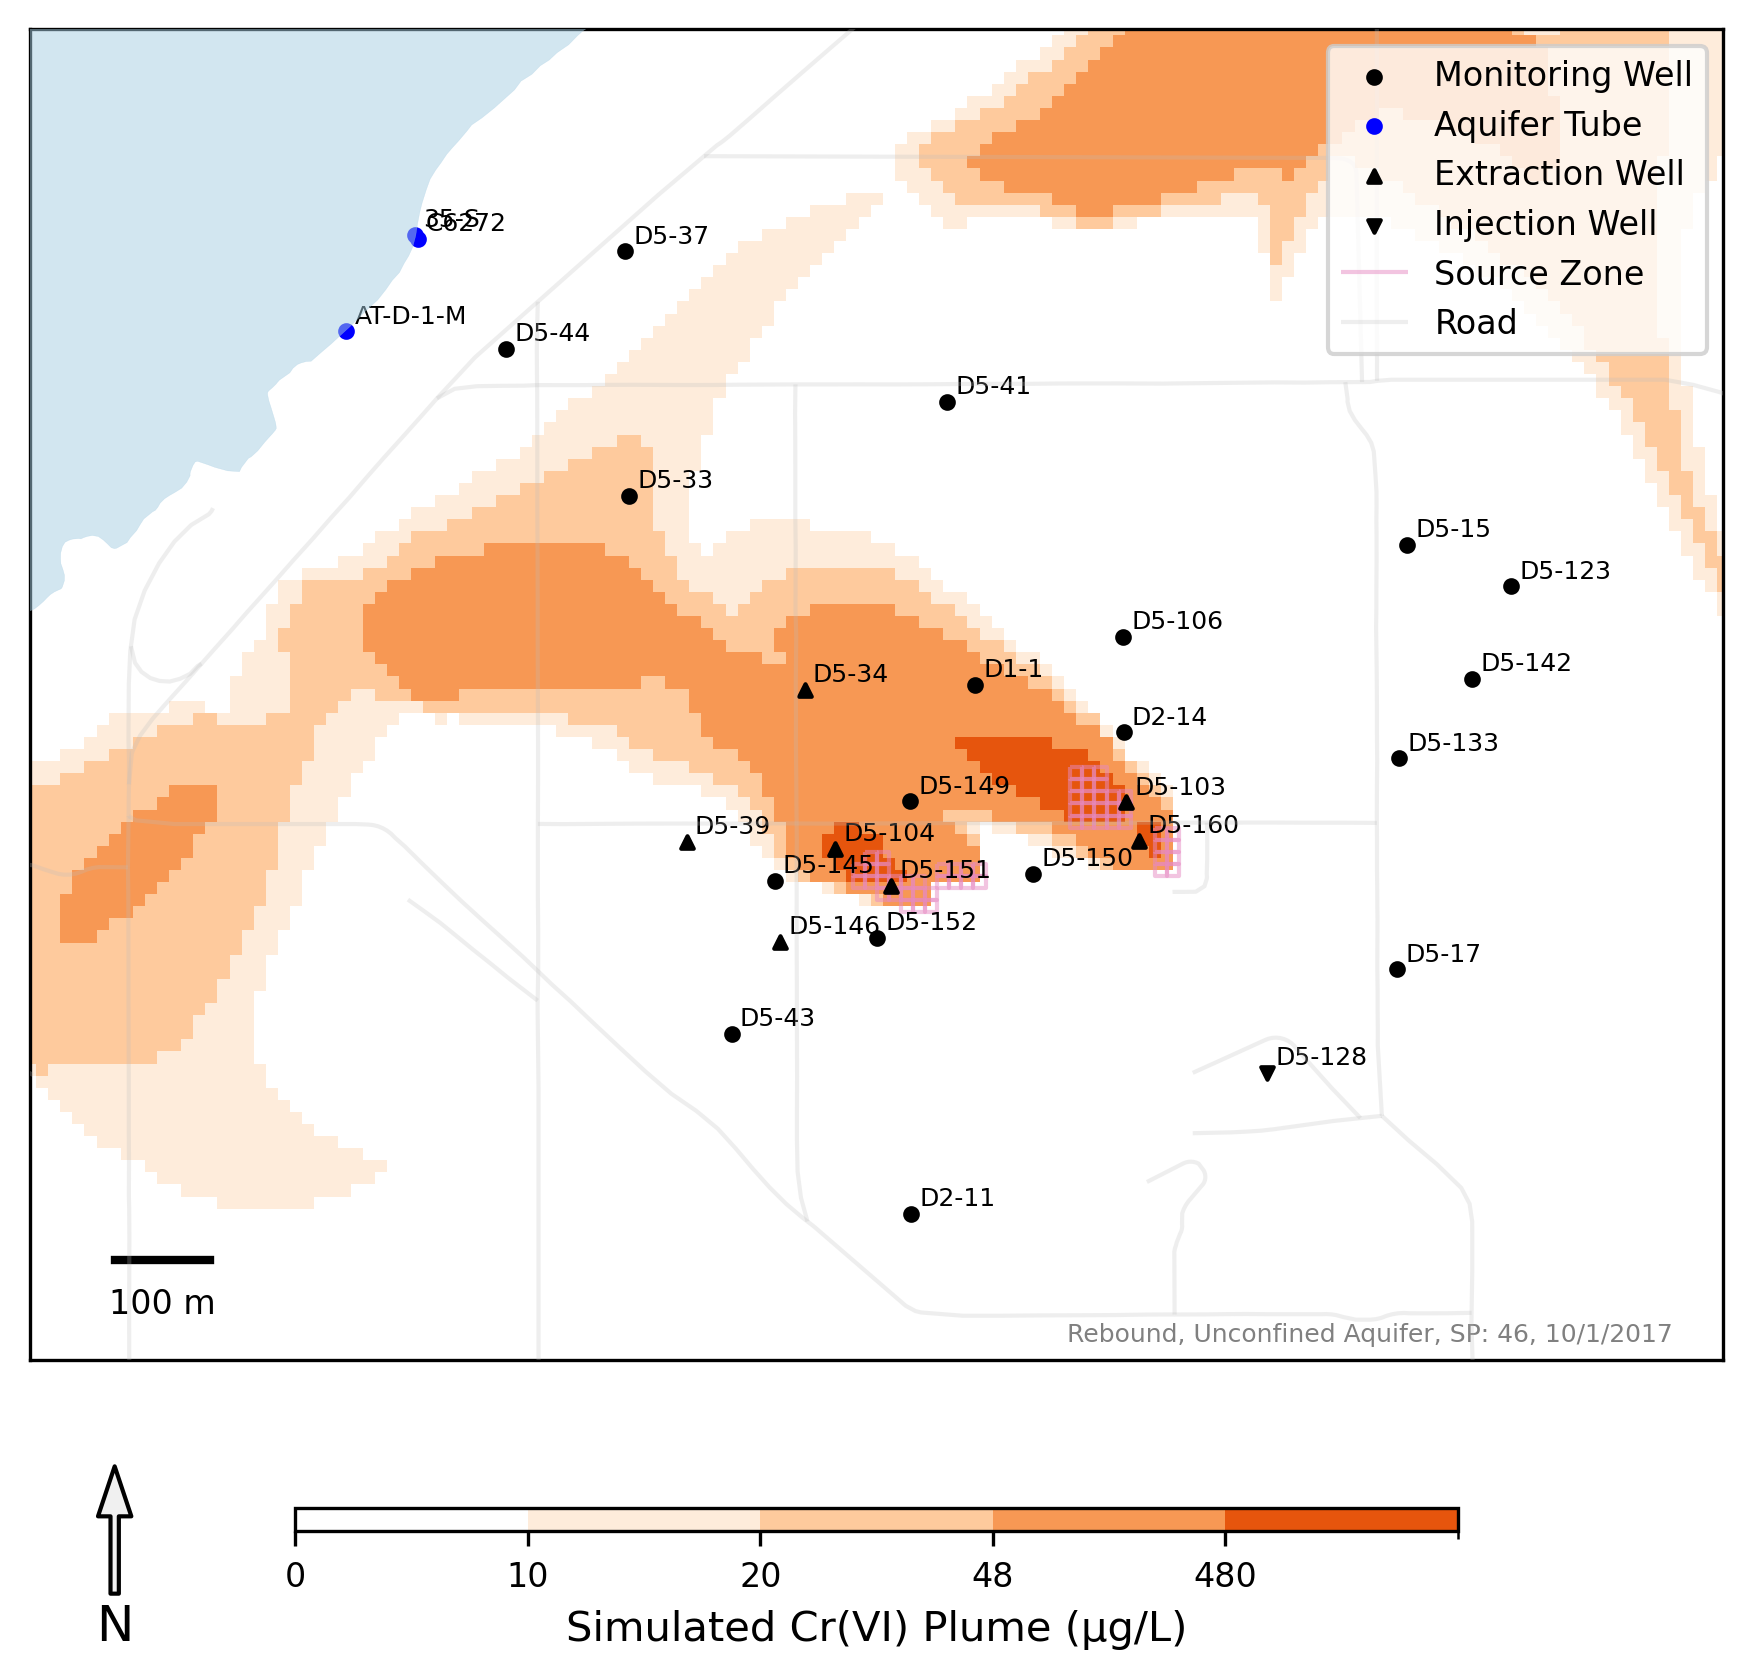 Monitoring Well
Aquifer Tube
Extraction Well
Injection Well
Source Zone
Road
35-S
C6272
D5-37
AT-D-1-M
D5-44
D5-41
D5-33
D5-15
D5-123
D5-106
D5-142
D5-34
D1-1
D2-14
D5-133
D5-149
D5-103
D5-39
D5-104
D5-160
D5-145
D5-151
D5-150
D5-146
D5-152
D5-17
D5-43
D5-128
D2-11
100 m
Rebound, Unconfined Aquifer, SP: 46, 10/1/2017
0 10 20 48 480
Simulated Cr(VI) Plume (μg/L)
N